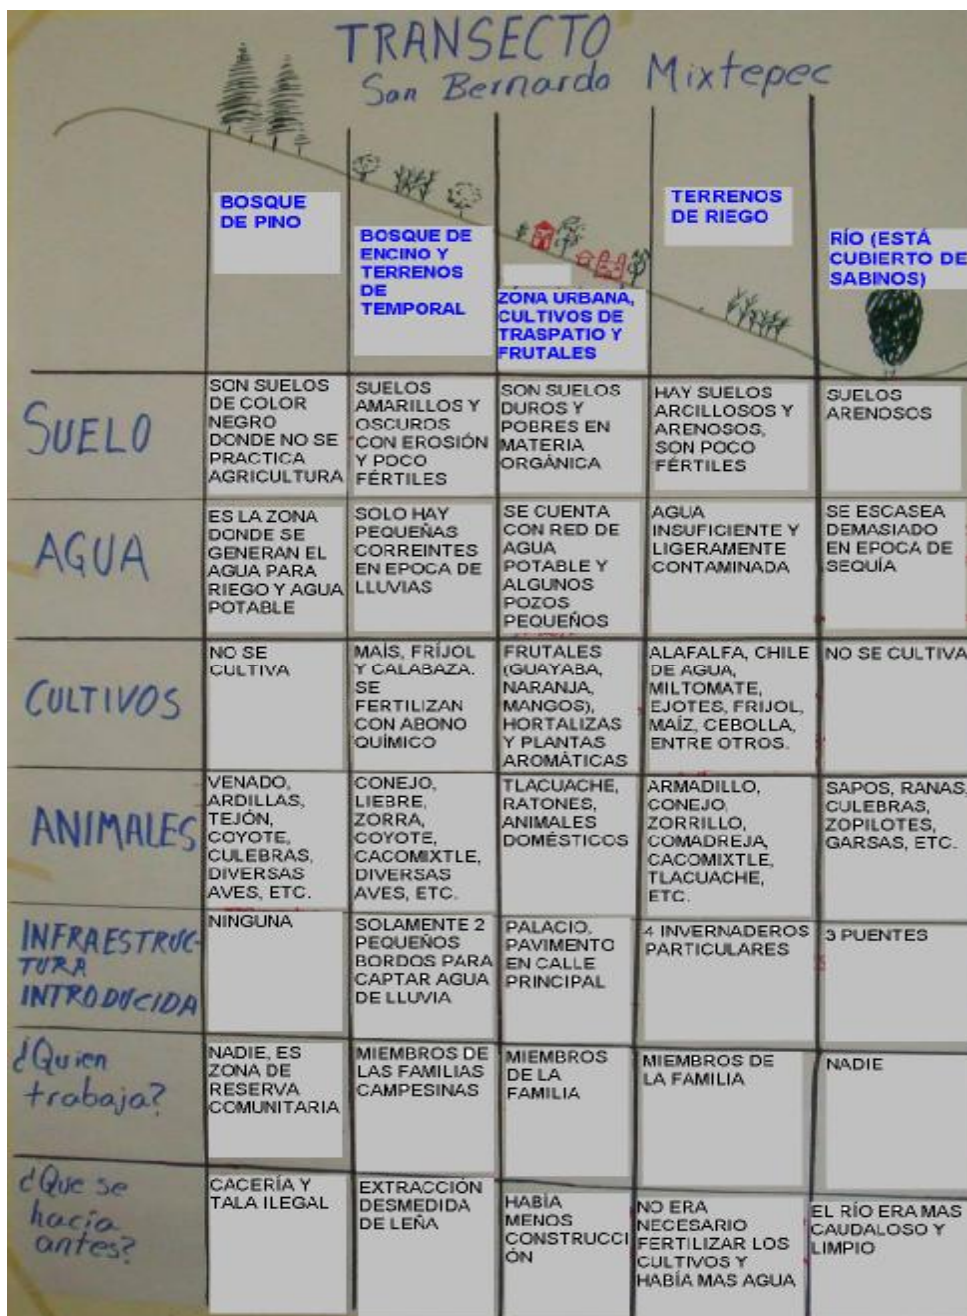 TRANSECTO
San Bernardo Mixtepec
BOSQUE
DE PINO
BOSQUE DE
ENCINO Y
TERRENOS
DE
TEMPORAL
ZONA URBANA,
CULTIVOS DE
TRASPATIO Y
FRUTALES
TERRENOS
DE RIEGO
RÍO (ESTÁ
CUBIERTO DE
SABINOS)
SUELO
SON SUELOS
DE COLOR
NEGRO
DONDE NO SE
PRACTICA
AGRICULTURA
SUELOS
AMARILLOS Y
OSCUROS
CON EROSIÓN
Y POCO
FÉRTILES
SON SUELOS
DUROS Y
POBRES EN
MATERIA
ORGÁNICA
HAY SUELOS
ARCILLOSOS Y
ARENOSOS,
SON POCO
FÉRTILES
SUELOS
ARENOSOS
AGUA
ES LA ZONA
DONDE SE
GENERAN EL
AGUA PARA
RIEGO Y AGUA
POTABLE
SOLO HAY
PEQUEÑAS
CORREINTES
EN EPOCA DE
LLUVIAS
SE CUENTA
CON RED DE
AGUA
POTABLE Y
ALGUNOS
POZOS
PEQUEÑOS
AGUA
INSUFICIENTE Y
LIGERAMENTE
CONTAMINADA
SE ESCASEA
DEMASIADO
EN EPOCA DE
SEQUÍA
CULTIVOS
NO SE
CULTIVA
MAÍS, FRÍJOL
Y CALABAZA.
SE
FERTILIZAN
CON ABONO
QUÍMICO
FRUTALES
(GUAYABA,
NARANJA,
MANGOS),
HORTALIZAS
Y PLANTAS
AROMÁTICAS
ALAFALFA, CHILE
DE AGUA,
MILTOMATE,
EJOTES, FRIJOL,
MAÍZ, CEBOLLA,
ENTRE OTROS.
NO SE CULTIVA
ANIMALES
VENADO,
ARDILLAS,
TEJÓN,
COYOTE,
CULEBRAS,
DIVERSAS
AVES, ETC.
CONEJO,
LIEBRE,
ZORRA,
COYOTE,
CACOMIXTLE,
DIVERSAS
AVES, ETC.
TLACUACHE,
RATONES,
ANIMALES
DOMÉSTICOS
ARMADILLO,
CONEJO,
ZORRILLO,
COMADREJA,
CACOMIXTLE,
TLACUACHE,
ETC.
SAPOS, RANAS,
CULEBRAS,
ZOPILOTES,
GARSAS, ETC.
INFRAESTRUC-
TURA
INTRODUCIDA
NINGUNA
SOLAMENTE 2
PEQUEÑOS
BORDOS PARA
CAPTAR AGUA
DE LLUVIA
PALACIO,
PAVIMENTO
EN CALLE
PRINCIPAL
4 INVERNADEROS
PARTICULARES
3 PUENTES
¿Quien
trabaja?
NADIE, ES
ZONA DE
RESERVA
COMUNITARIA
MIEMBROS DE
LAS FAMILIAS
CAMPESINAS
MIEMBROS
DE LA
FAMILIA
MIEMBROS DE
LA FAMILIA
NADIE
¿Que se
hacía
antes?
CACERÍA Y
TALA ILEGAL
EXTRACCIÓN
DESMEDIDA
DE LEÑA
HABÍA
MENOS
CONSTRUCCI
ÓN
NO ERA
NECESARIO
FERTILIZAR LOS
CULTIVOS Y
HABÍA MAS AGUA
EL RÍO ERA MAS
CAUDALOSO Y
LIMPIO